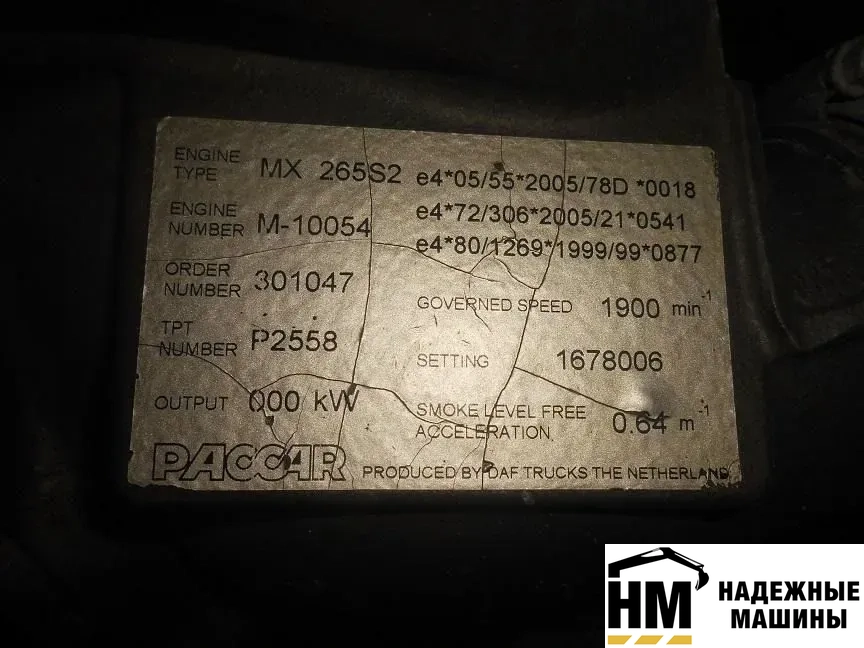 ENGINE TYPE MX 265S2
ENGINE NUMBER M-10054
ORDER NUMBER 301047
TPT NUMBER P2558
OUTPUT 000 kW
e4*05/55*2005/78D *0018
e4*72/306*2005/21*0541
e4*80/1269*1999/99*0877
GOVERNED SPEED 1900 min-1
SETTING 1678006
SMOKE LEVEL FREE ACCELERATION 0.64 m-1
PACCAR PRODUCED BY DAF TRUCKS THE NETHERLAND
НМ
НАДЕЖНЫЕ
МАШИНЫ